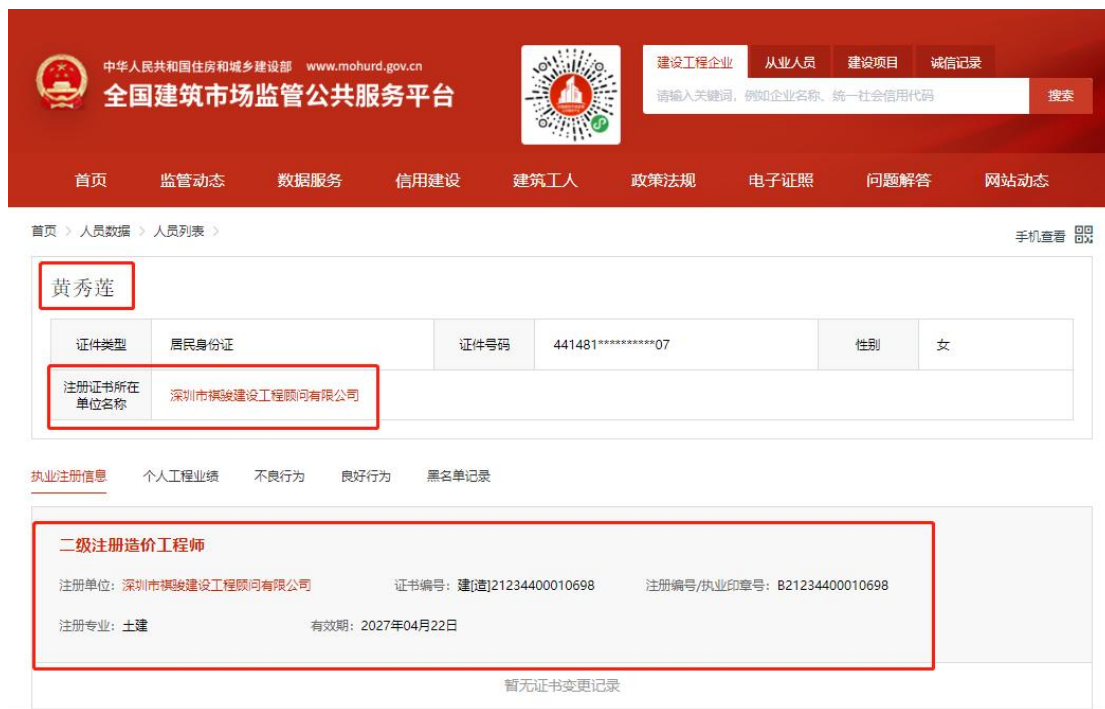 中华人民共和国住房和城乡建设部 www.mohurd.gov.cn
全国建筑市场监管公共服务平台
建设工程企业 从业人员 建设项目 诚信记录
请输入关键词，例如企业名称、统一社会信用代码 搜索
首页 监管动态 数据服务 信用建设 建筑工人 政策法规 电子证照 问题解答 网站动态
首页 > 人员数据 > 人员列表 >
手机查看
黄秀莲
证件类型 居民身份证 证件号码 441481**********07 性别 女
注册证书所在
单位名称
深圳市祺骏建设工程顾问有限公司
执业注册信息 个人工程业绩 不良行为 良好行为 黑名单记录
二级注册造价工程师
注册单位：深圳市祺骏建设工程顾问有限公司 证书编号：建[造]21234400010698 注册编号/执业印章号：B21234400010698
注册专业：土建 有效期：2027年04月22日
暂无证书变更记录